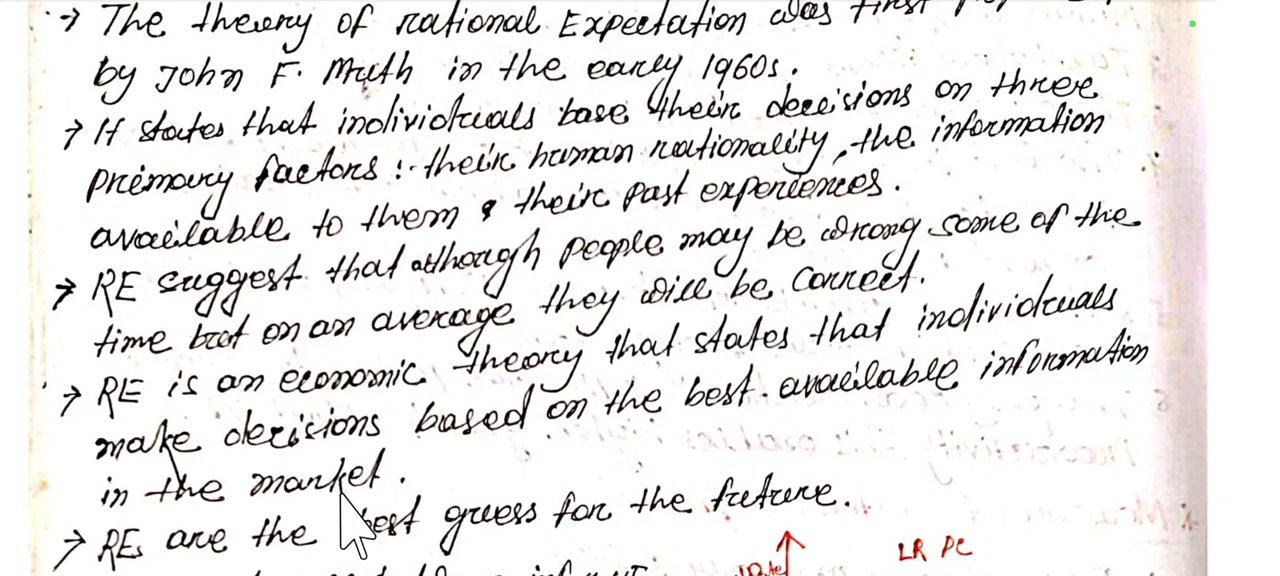 → The theory of rational Expectation was first
by John F. Muth in the early 1960s.
→ It states that individuals base their decisions on three
primary factors :- their human rationality, the information
available to them & their past experiences.
→ RE suggest that although people may be wrong some of the
time but on an average they will be correct.
→ RE is an economic theory that states that individuals
make decisions based on the best available information
in the market.
→ REs are the best guess for the future.
LR PC